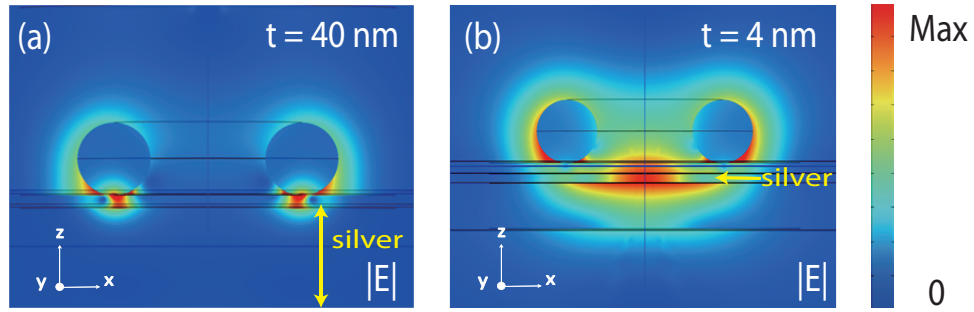 (a)
t = 40 nm
silver
z
y
x
|E|
(b)
t = 4 nm
silver
z
y
x
|E|
Max
0